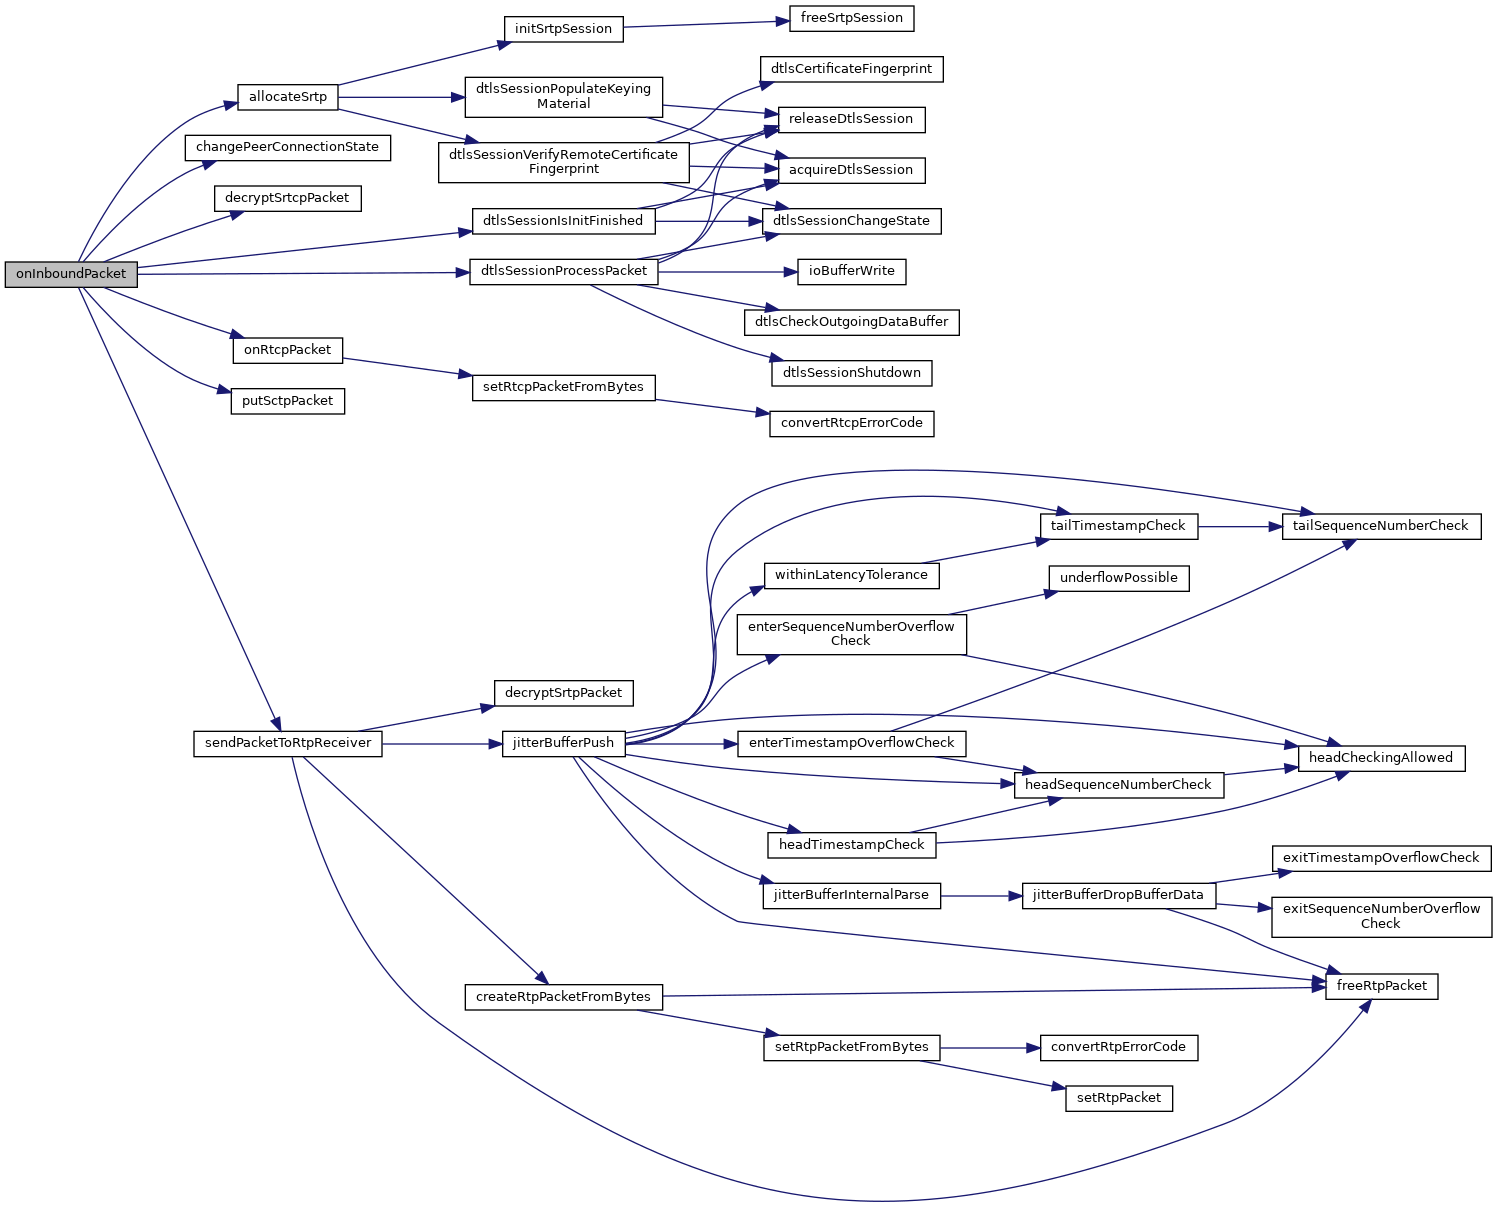 freeSrtpSession
initSrtpSession
dtlsCertificateFingerprint
allocateSrtp
dtlsSessionPopulateKeying
Material
releaseDtlsSession
changePeerConnectionState
dtlsSessionVerifyRemoteCertificate
Fingerprint
acquireDtlsSession
decryptSrtcpPacket
dtlsSessionIsInitFinished
dtlsSessionChangeState
onInboundPacket
dtlsSessionProcessPacket
ioBufferWrite
dtlsCheckOutgoingDataBuffer
onRtcpPacket
dtlsSessionShutdown
setRtcpPacketFromBytes
putSctpPacket
convertRtcpErrorCode
tailTimestampCheck
tailSequenceNumberCheck
withinLatencyTolerance
underflowPossible
enterSequenceNumberOverflow
Check
decryptSrtpPacket
sendPacketToRtpReceiver
jitterBufferPush
enterTimestampOverflowCheck
headCheckingAllowed
headSequenceNumberCheck
headTimestampCheck
exitTimestampOverflowCheck
jitterBufferInternalParse
jitterBufferDropBufferData
exitSequenceNumberOverflow
Check
freeRtpPacket
createRtpPacketFromBytes
setRtpPacketFromBytes
convertRtpErrorCode
setRtpPacket